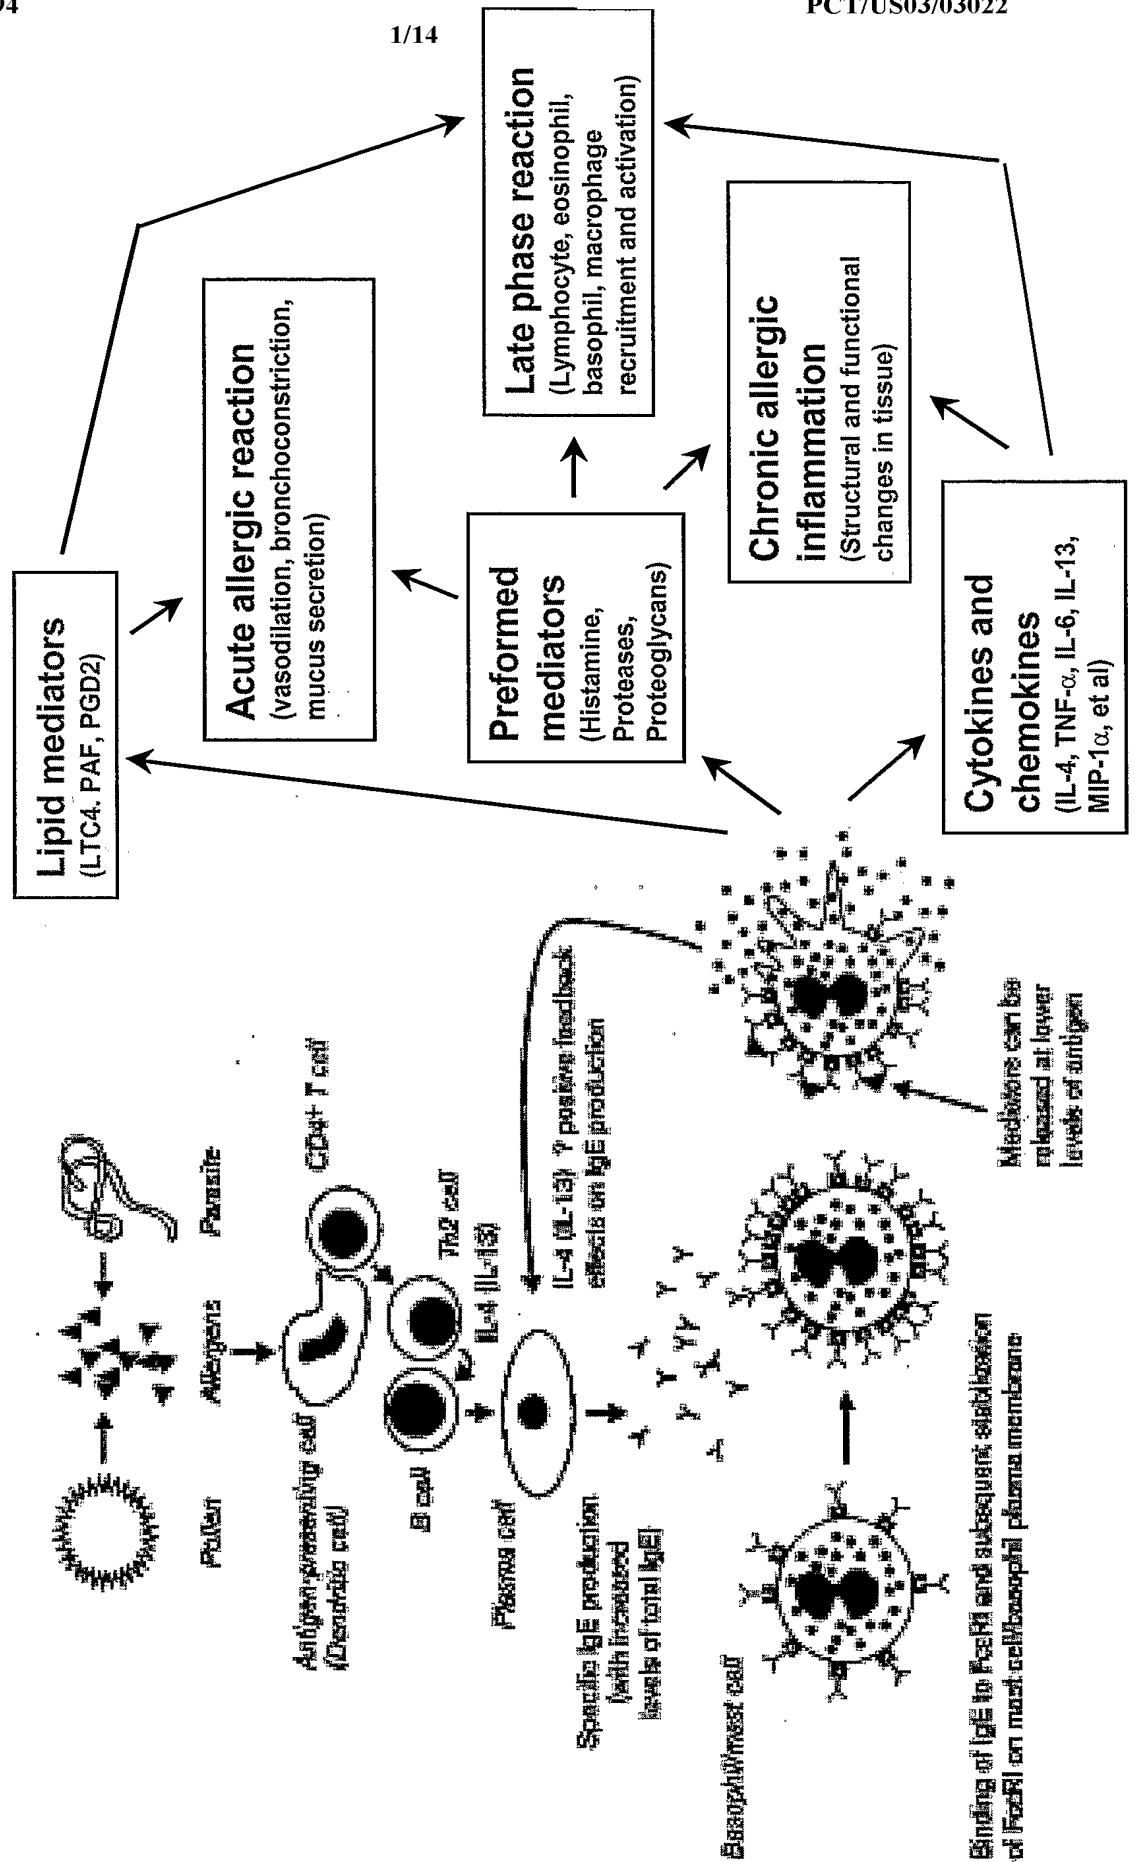 94
PCT/US03/03022
1/14
Pollen
Allergens
Parasite
Antigen-presenting cell
(Dendritic cell)
CD4+ T cell
B cell
Th2 cell
IL-4 (IL-13)
Plasma cell
IL-4 (IL-13) ? positive feedback
effects on IgE production
Specific IgE production
(with increased
levels of total IgE)
Basophil/mast cell
Binding of IgE to FcεRI and subsequent stabilization
of FcεRI on mast cell/basophil plasma membrane
Mediators can be
released at lower
levels of antigen
Lipid mediators
(LTC4. PAF, PGD2)
Acute allergic reaction
(vasodilation, bronchoconstriction,
mucus secretion)
Preformed
mediators
(Histamine,
Proteases,
Proteoglycans)
Late phase reaction
(Lymphocyte, eosinophil,
basophil, macrophage
recruitment and activation)
Chronic allergic
inflammation
(Structural and functional
changes in tissue)
Cytokines and
chemokines
(IL-4, TNF-α, IL-6, IL-13,
MIP-1α, et al)